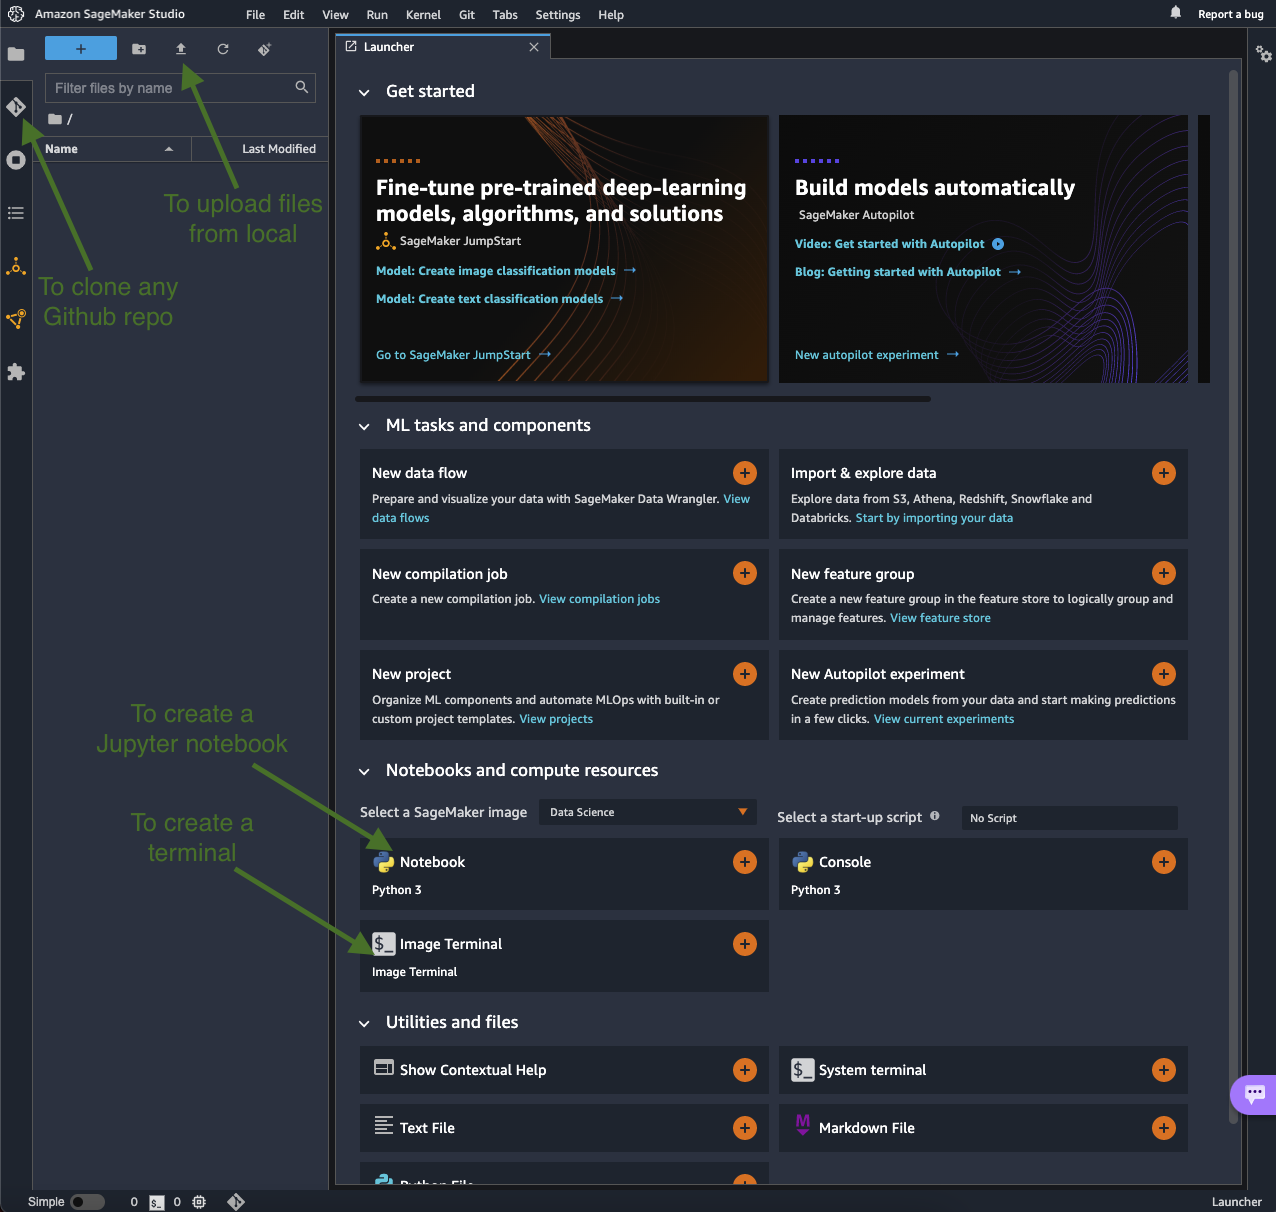 Amazon SageMaker Studio File Edit View Run Kernel Git Tabs Settings Help Report a bug
Launcher
Filter files by name
/
Name Last Modified
To upload files
from local
To clone any
Github repo
To create a
Jupyter notebook
To create a
terminal
Get started
Fine-tune pre-trained deep-learning
models, algorithms, and solutions
SageMaker JumpStart
Model: Create image classification models
Model: Create text classification models
Go to SageMaker JumpStart
Build models automatically
SageMaker Autopilot
Video: Get started with Autopilot
Blog: Getting started with Autopilot
New autopilot experiment
ML tasks and components
New data flow
Prepare and visualize your data with SageMaker Data Wrangler. View
data flows
Import & explore data
Explore data from S3, Athena, Redshift, Snowflake and
Databricks. Start by importing your data
New compilation job
Create a new compilation job. View compilation jobs
New feature group
Create a new feature group in the feature store to logically group and
manage features. View feature store
New project
Organize ML components and automate MLOps with built-in or
custom project templates. View projects
New Autopilot experiment
Create prediction models from your data and start making predictions
in a few clicks. View current experiments
Notebooks and compute resources
Select a SageMaker image Data Science
Select a start-up script No Script
Notebook
Python 3
Console
Python 3
$_ Image Terminal
Image Terminal
Utilities and files
Show Contextual Help
$_ System terminal
Text File
M Markdown File
Python File
Simple 0 $_ 0 Launcher